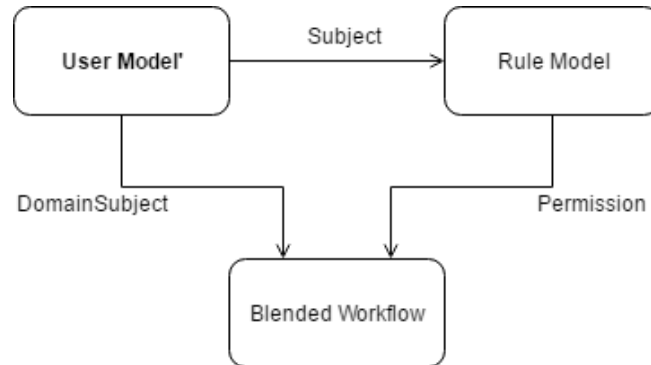 Subject
User Model'
Rule Model
DomainSubject
Permission
Blended Workflow